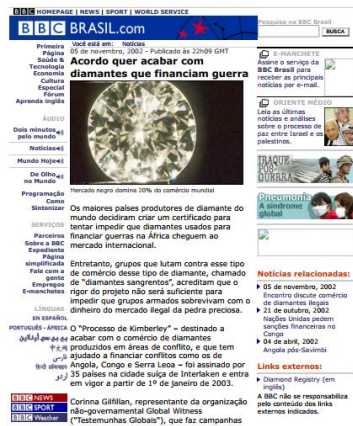 BBC HOMEPAGE | NEWS | SPORT | WORLD SERVICE
BBC BRASIL.com
Pesquise na BBC Brasil
BUSCA
Primeira
Página
Saúde &
Tecnologia
Economia
Cultura
Especial
Fórum
Aprenda inglês
ÁUDIO
Dois minutos
pelo mundo
Notícias
Mundo Hoje
De Olho
no Mundo
Programação
Como
Sintonizar
SERVIÇOS
Parceiros
Sobre a BBC
Expediente
Página
simplificada
Fale com a
gente
Empregos
E-manchetes
LÍNGUAS
EN ESPAÑOL
PORTUGUÊS - ÁFRICA
中文网
فارسی
हिन्दी
اردو
BBC NEWS
BBC SPORT
BBC Weather
Você está em: Notícias
05 de novembro, 2002 - Publicado às 22h09 GMT
Acordo quer acabar com
diamantes que financiam guerra
Mercado negro domina 20% do comércio mundial
Os maiores países produtores de diamante do
mundo decidiram criar um certificado para
tentar impedir que diamantes usados para
financiar guerras na África cheguem ao
mercado internacional.
Entretanto, grupos que lutam contra esse tipo
de comércio desse tipo de diamante, chamado
de "diamantes sangrentos", acreditam que o
rigor do projeto não será suficiente para
impedir que grupos armados sobrevivam com o
dinheiro do mercado ilegal da pedra preciosa.
O "Processo de Kimberley" – destinado a
acabar com o comércio de diamantes
produzidos em áreas de conflito, e que tem
ajudado a financiar conflitos como os de
Angola, Congo e Serra Leoa – foi assinado por
35 países na cidade suíça de Interlaken e entra
em vigor a partir de 1º de janeiro de 2003.
Corinna Gilfillan, representante da organização
não-governamental Global Witness
("Testemunhas Globais"), que faz campanhas
E-MANCHETE
Assine o serviço da
BBC Brasil para
receber as principais
notícias por e-mail.
ORIENTE MÉDIO
Leia as últimas
notícias e análises
sobre o processo de
paz entre Israel e os
palestinos.
IRAQUE
PÓS-
GUERRA
Pneumonia
A síndrome
global
Notícias relacionadas:
05 de novembro, 2002
Encontro discute comércio
de diamantes ilegais
21 de outubro, 2002
Nações Unidas pedem
sanções financeiras no
Congo
04 de abril, 2002
Angola pós-Savimbi
Links externos:
Diamond Registry (em
inglês)
A BBC não se responsabiliza
pelo conteúdo dos links
externos indicados.